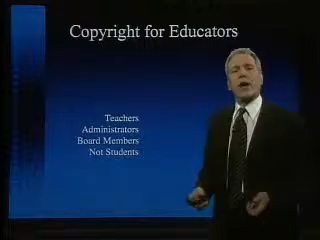 Copyright for Educators
Teachers
Administrators
Board Members
Not Students